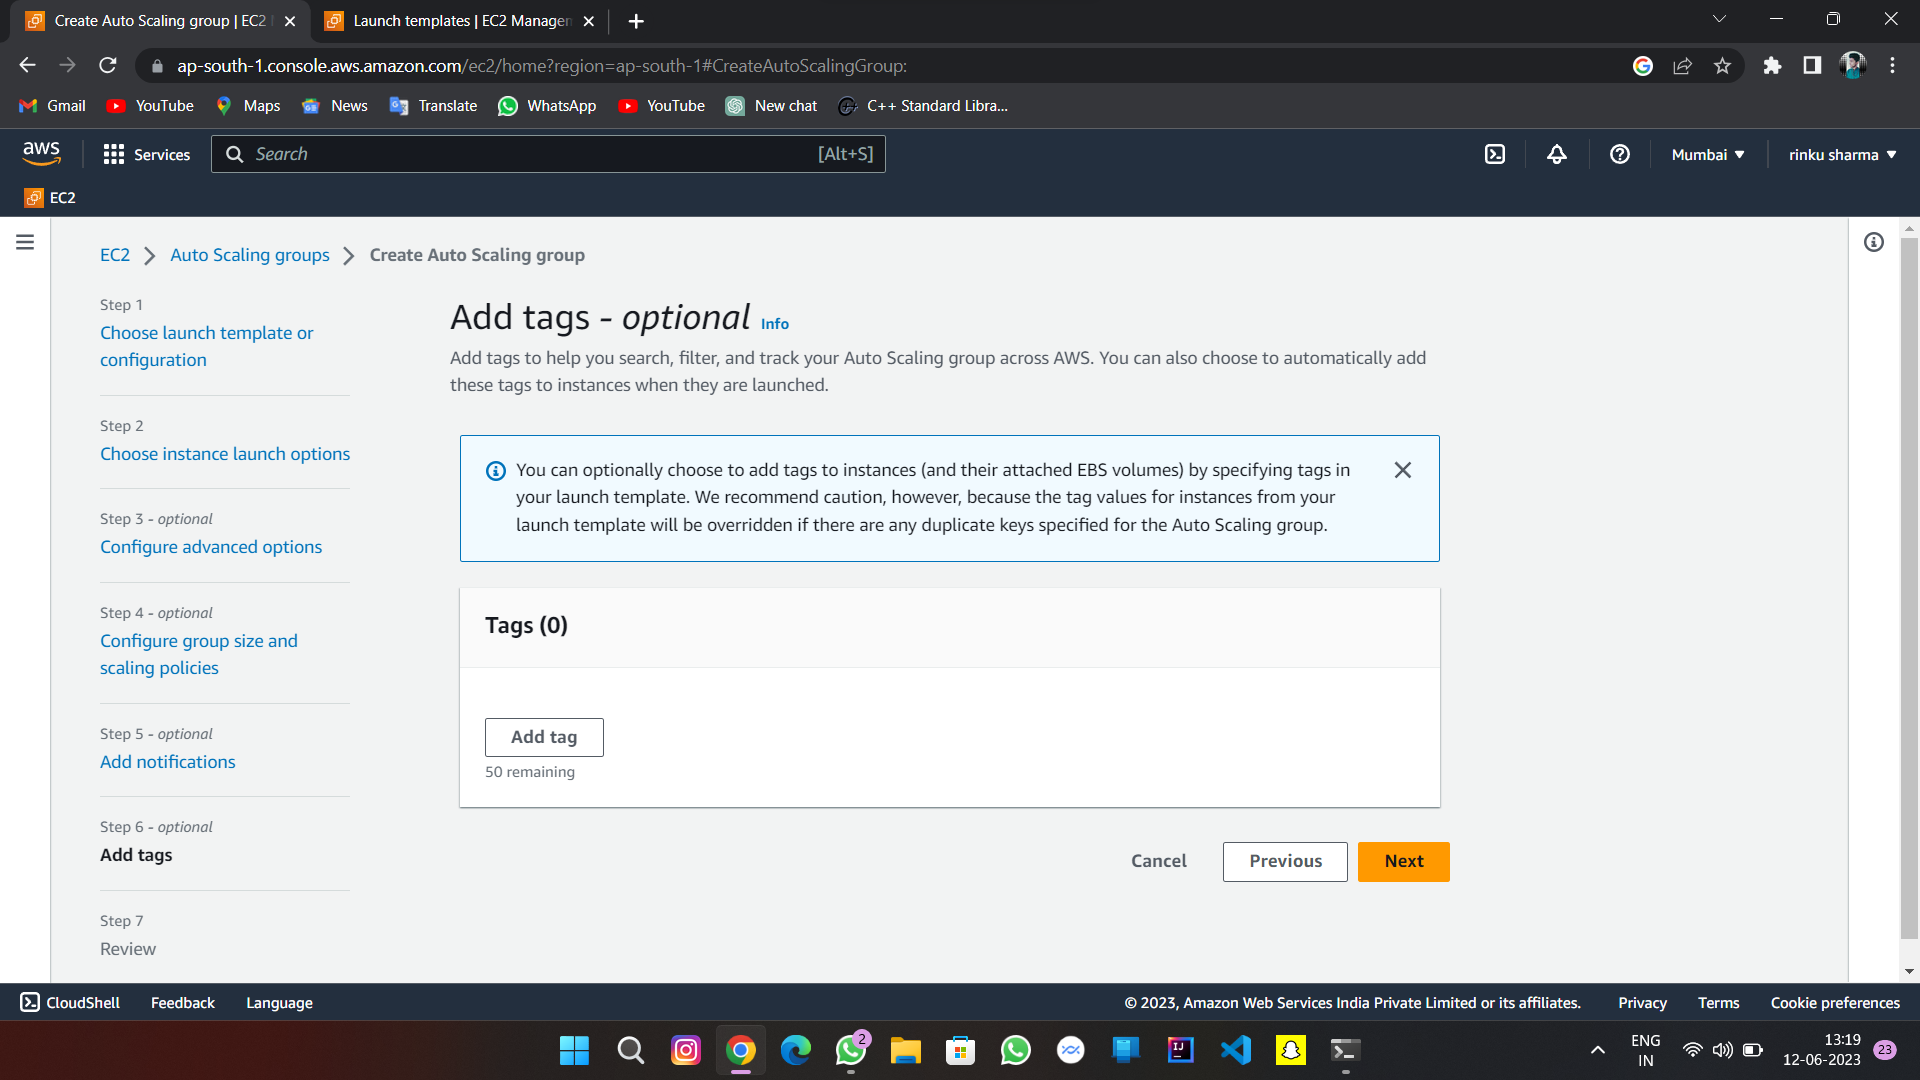 Create Auto Scaling group | EC2
Launch templates | EC2 Managem
ap-south-1.console.aws.amazon.com/ec2/home?region=ap-south-1#CreateAutoScalingGroup:
Gmail YouTube Maps News Translate WhatsApp YouTube New chat C++ Standard Libra...
aws Services Search [Alt+S] Mumbai rinku sharma
EC2
EC2 Auto Scaling groups Create Auto Scaling group
Step 1
Choose launch template or
configuration
Step 2
Choose instance launch options
Step 3 - optional
Configure advanced options
Step 4 - optional
Configure group size and
scaling policies
Step 5 - optional
Add notifications
Step 6 - optional
Add tags
Step 7
Review
Add tags - optional Info
Add tags to help you search, filter, and track your Auto Scaling group across AWS. You can also choose to automatically add
these tags to instances when they are launched.
You can optionally choose to add tags to instances (and their attached EBS volumes) by specifying tags in
your launch template. We recommend caution, however, because the tag values for instances from your
launch template will be overridden if there are any duplicate keys specified for the Auto Scaling group.
Tags (0)
Add tag
50 remaining
Cancel Previous Next
CloudShell Feedback Language © 2023, Amazon Web Services India Private Limited or its affiliates. Privacy Terms Cookie preferences
2
IJ
ENG
IN
13:19
12-06-2023
23